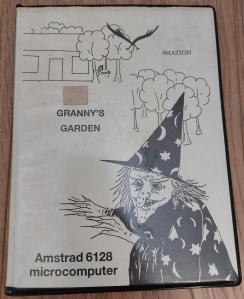 4MATION
GRANNY'S
GARDEN
Amstrad 6128
microcomputer